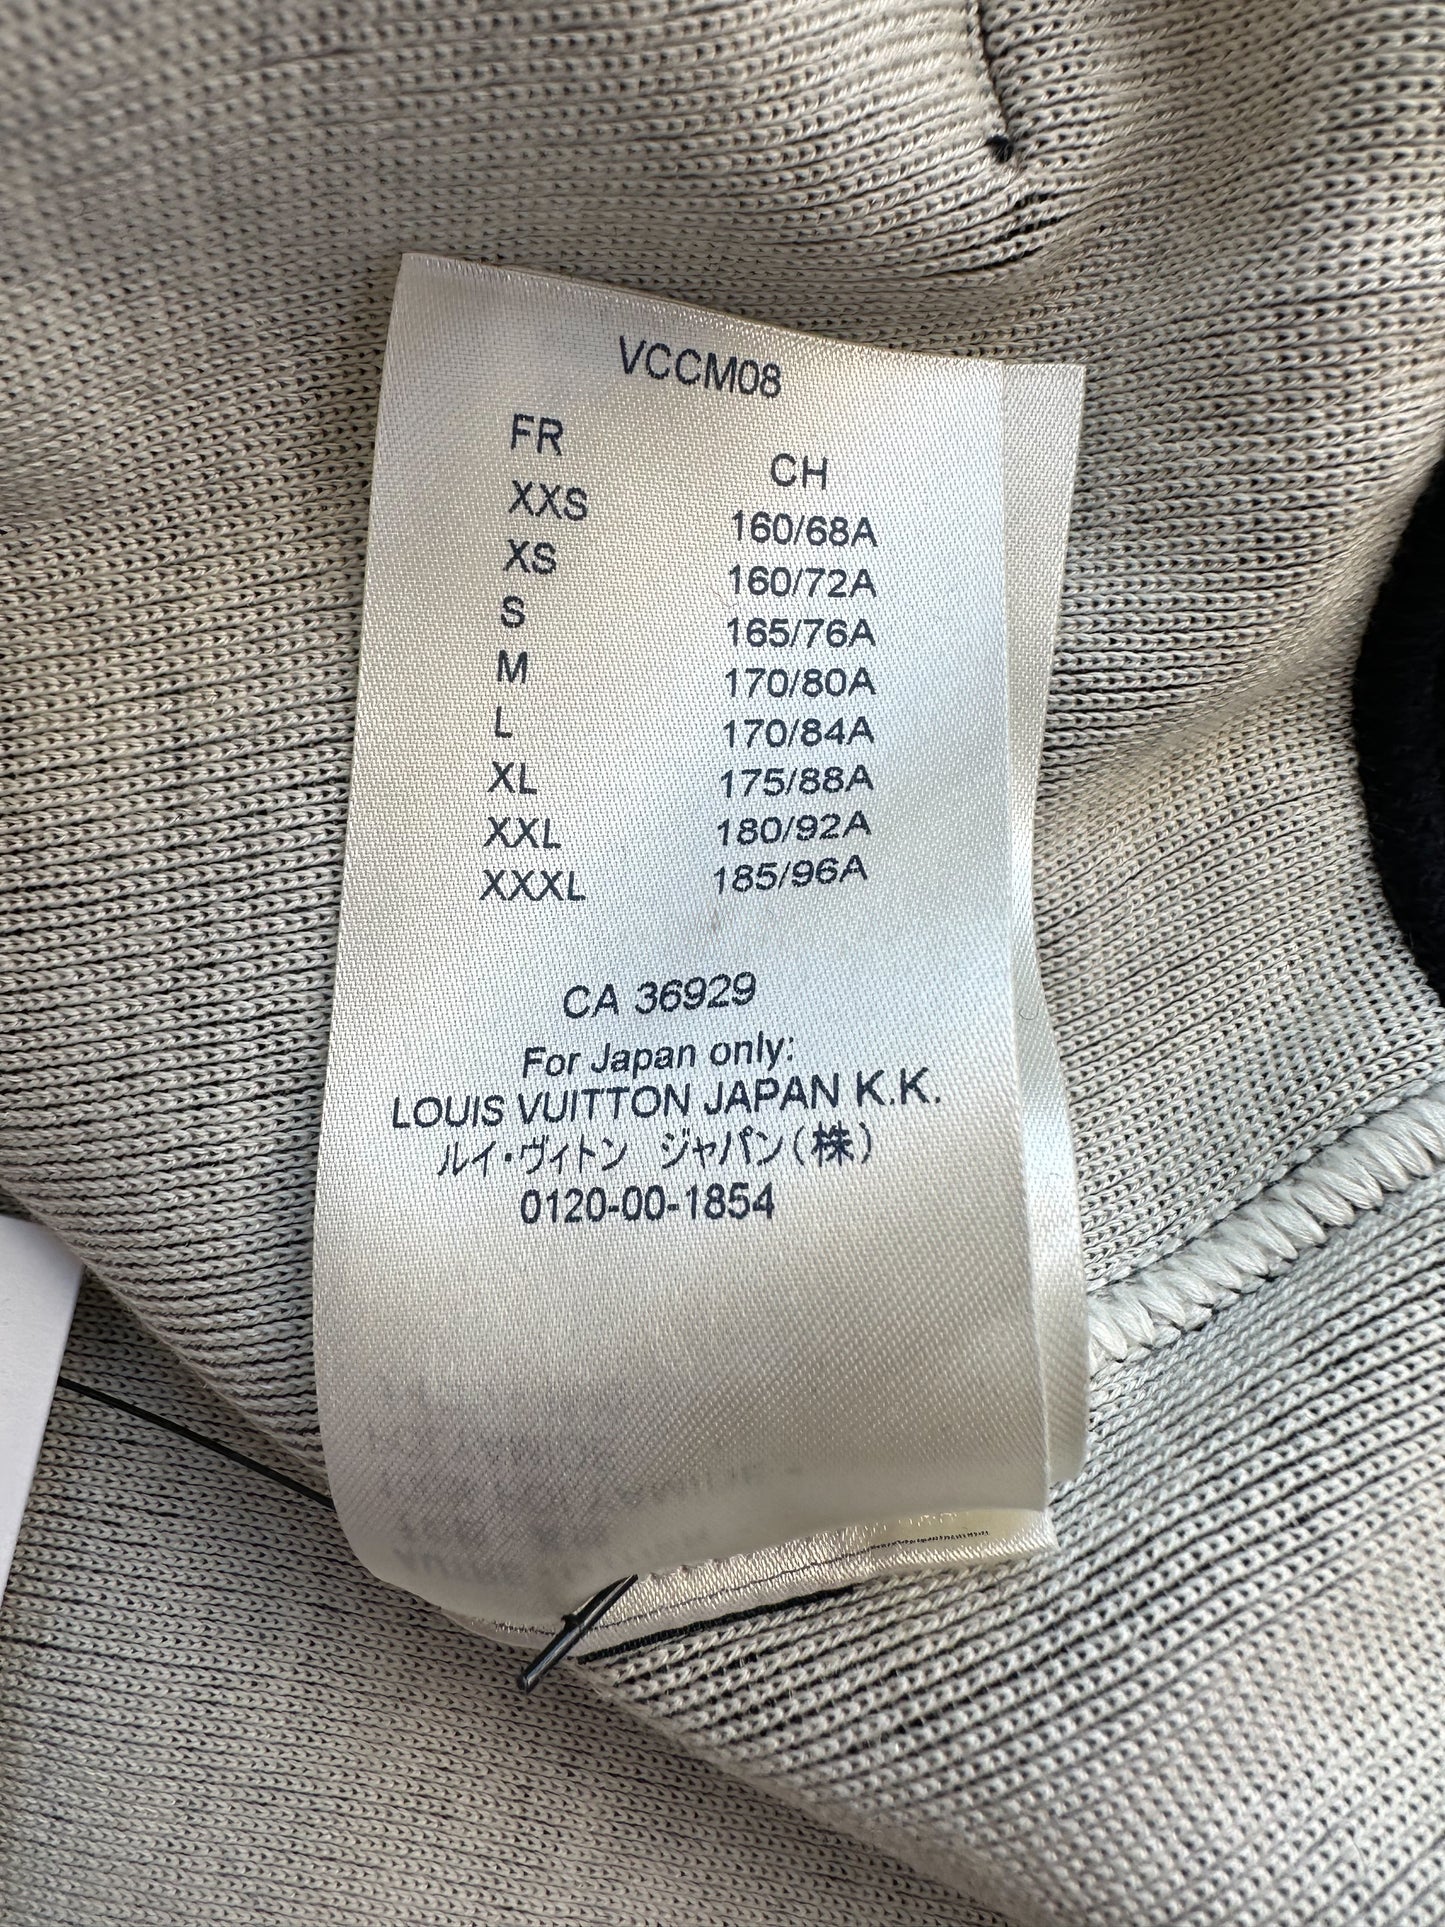 VCCM08
FR CH
XXS 160/68A
XS 160/72A
S 165/76A
M 170/80A
L 170/84A
XL 175/88A
XXL 180/92A
XXXL 185/96A
CA 36929
For Japan only:
LOUIS VUITTON JAPAN K.K.
ルイ・ヴィトン ジャパン(株)
0120-00-1854